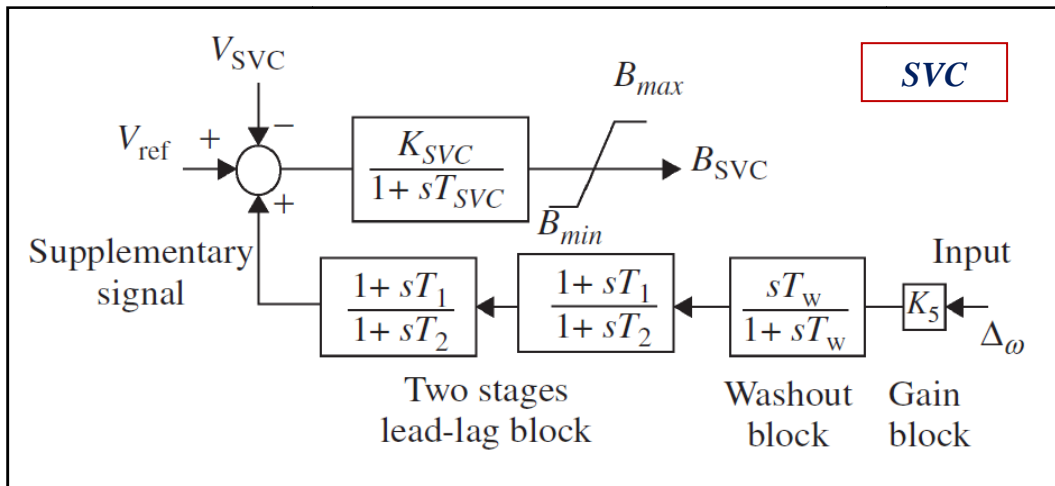 V_SVC
SVC
B_max
V_ref
+
−
K_SVC
1 + sT_SVC
B_SVC
+
B_min
Supplementary
signal
1 + sT_1
1 + sT_2
1 + sT_1
1 + sT_2
sT_w
1 + sT_w
Input
K_5
Δ_ω
Two stages
lead-lag block
Washout
block
Gain
block